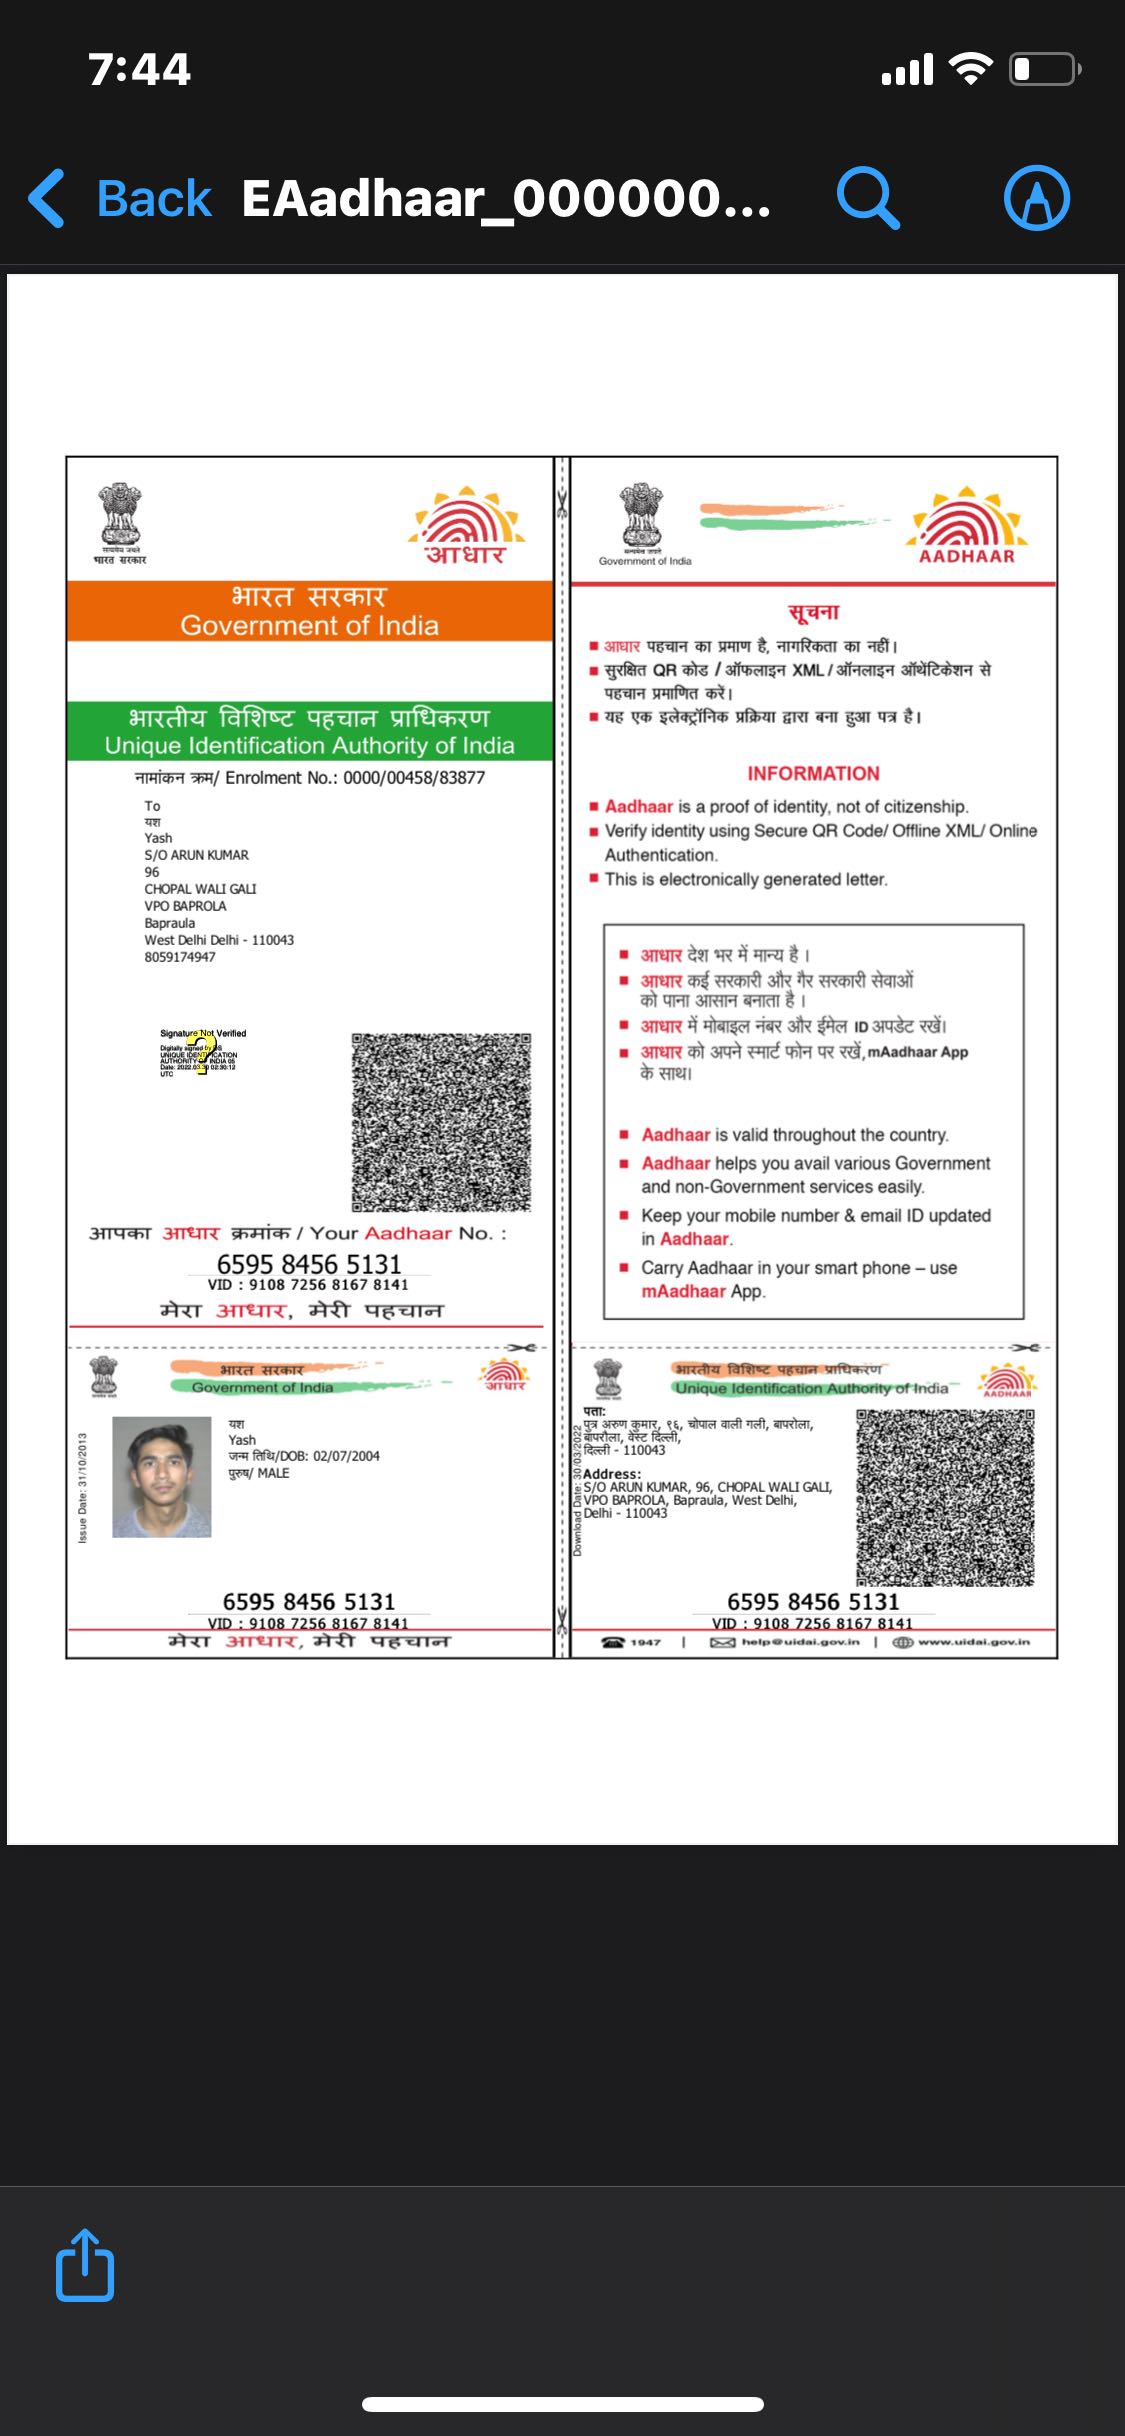 7:44
Back EAadhaar_000000...
सत्यमेव जयते
भारत सरकार
आधार
भारत सरकार
Government of India
भारतीय विशिष्ट पहचान प्राधिकरण
Unique Identification Authority of India
नामांकन क्रम/ Enrolment No.: 0000/00458/83877
To
यश
Yash
S/O ARUN KUMAR
96
CHOPAL WALI GALI
VPO BAPROLA
Bapraula
West Delhi Delhi - 110043
8059174947
Signature Not Verified
Digitally signed by DS
UNIQUE IDENTIFICATION
AUTHORITY OF INDIA 05
Date: 2022.03.30 02:30:12
UTC
आपका आधार क्रमांक / Your Aadhaar No. :
6595 8456 5131
VID : 9108 7256 8167 8141
मेरा आधार, मेरी पहचान
सत्यमेव जयते
Government of India
AADHAAR
सूचना
आधार पहचान का प्रमाण है, नागरिकता का नहीं।
सुरक्षित QR कोड / ऑफलाइन XML / ऑनलाइन ऑथेंटिकेशन से
पहचान प्रमाणित करें।
यह एक इलेक्ट्रॉनिक प्रक्रिया द्वारा बना हुआ पत्र है।
INFORMATION
Aadhaar is a proof of identity, not of citizenship.
Verify identity using Secure QR Code/ Offline XML/ Online
Authentication.
This is electronically generated letter.
आधार देश भर में मान्य है ।
आधार कई सरकारी और गैर सरकारी सेवाओं
को पाना आसान बनाता है ।
आधार में मोबाइल नंबर और ईमेल ID अपडेट रखें।
आधार को अपने स्मार्ट फोन पर रखें, mAadhaar App
के साथ।
Aadhaar is valid throughout the country.
Aadhaar helps you avail various Government
and non-Government services easily.
Keep your mobile number & email ID updated
in Aadhaar.
Carry Aadhaar in your smart phone – use
mAadhaar App.
भारत सरकार
Government of India
आधार
Issue Date: 31/10/2013
यश
Yash
जन्म तिथि/DOB: 02/07/2004
पुरुष/ MALE
6595 8456 5131
VID : 9108 7256 8167 8141
मेरा आधार, मेरी पहचान
भारतीय विशिष्ट पहचान प्राधिकरण
Unique Identification Authority of India
AADHAAR
Download Date: 30/03/2022
पता:
पुत्र अरुण कुमार, ९६, चोपाल वाली गली, बापरोला,
बापरौला, वेस्ट दिल्ली,
दिल्ली - 110043
Address:
S/O ARUN KUMAR, 96, CHOPAL WALI GALI,
VPO BAPROLA, Bapraula, West Delhi,
Delhi - 110043
6595 8456 5131
VID : 9108 7256 8167 8141
1947 | help@uidai.gov.in | www.uidai.gov.in